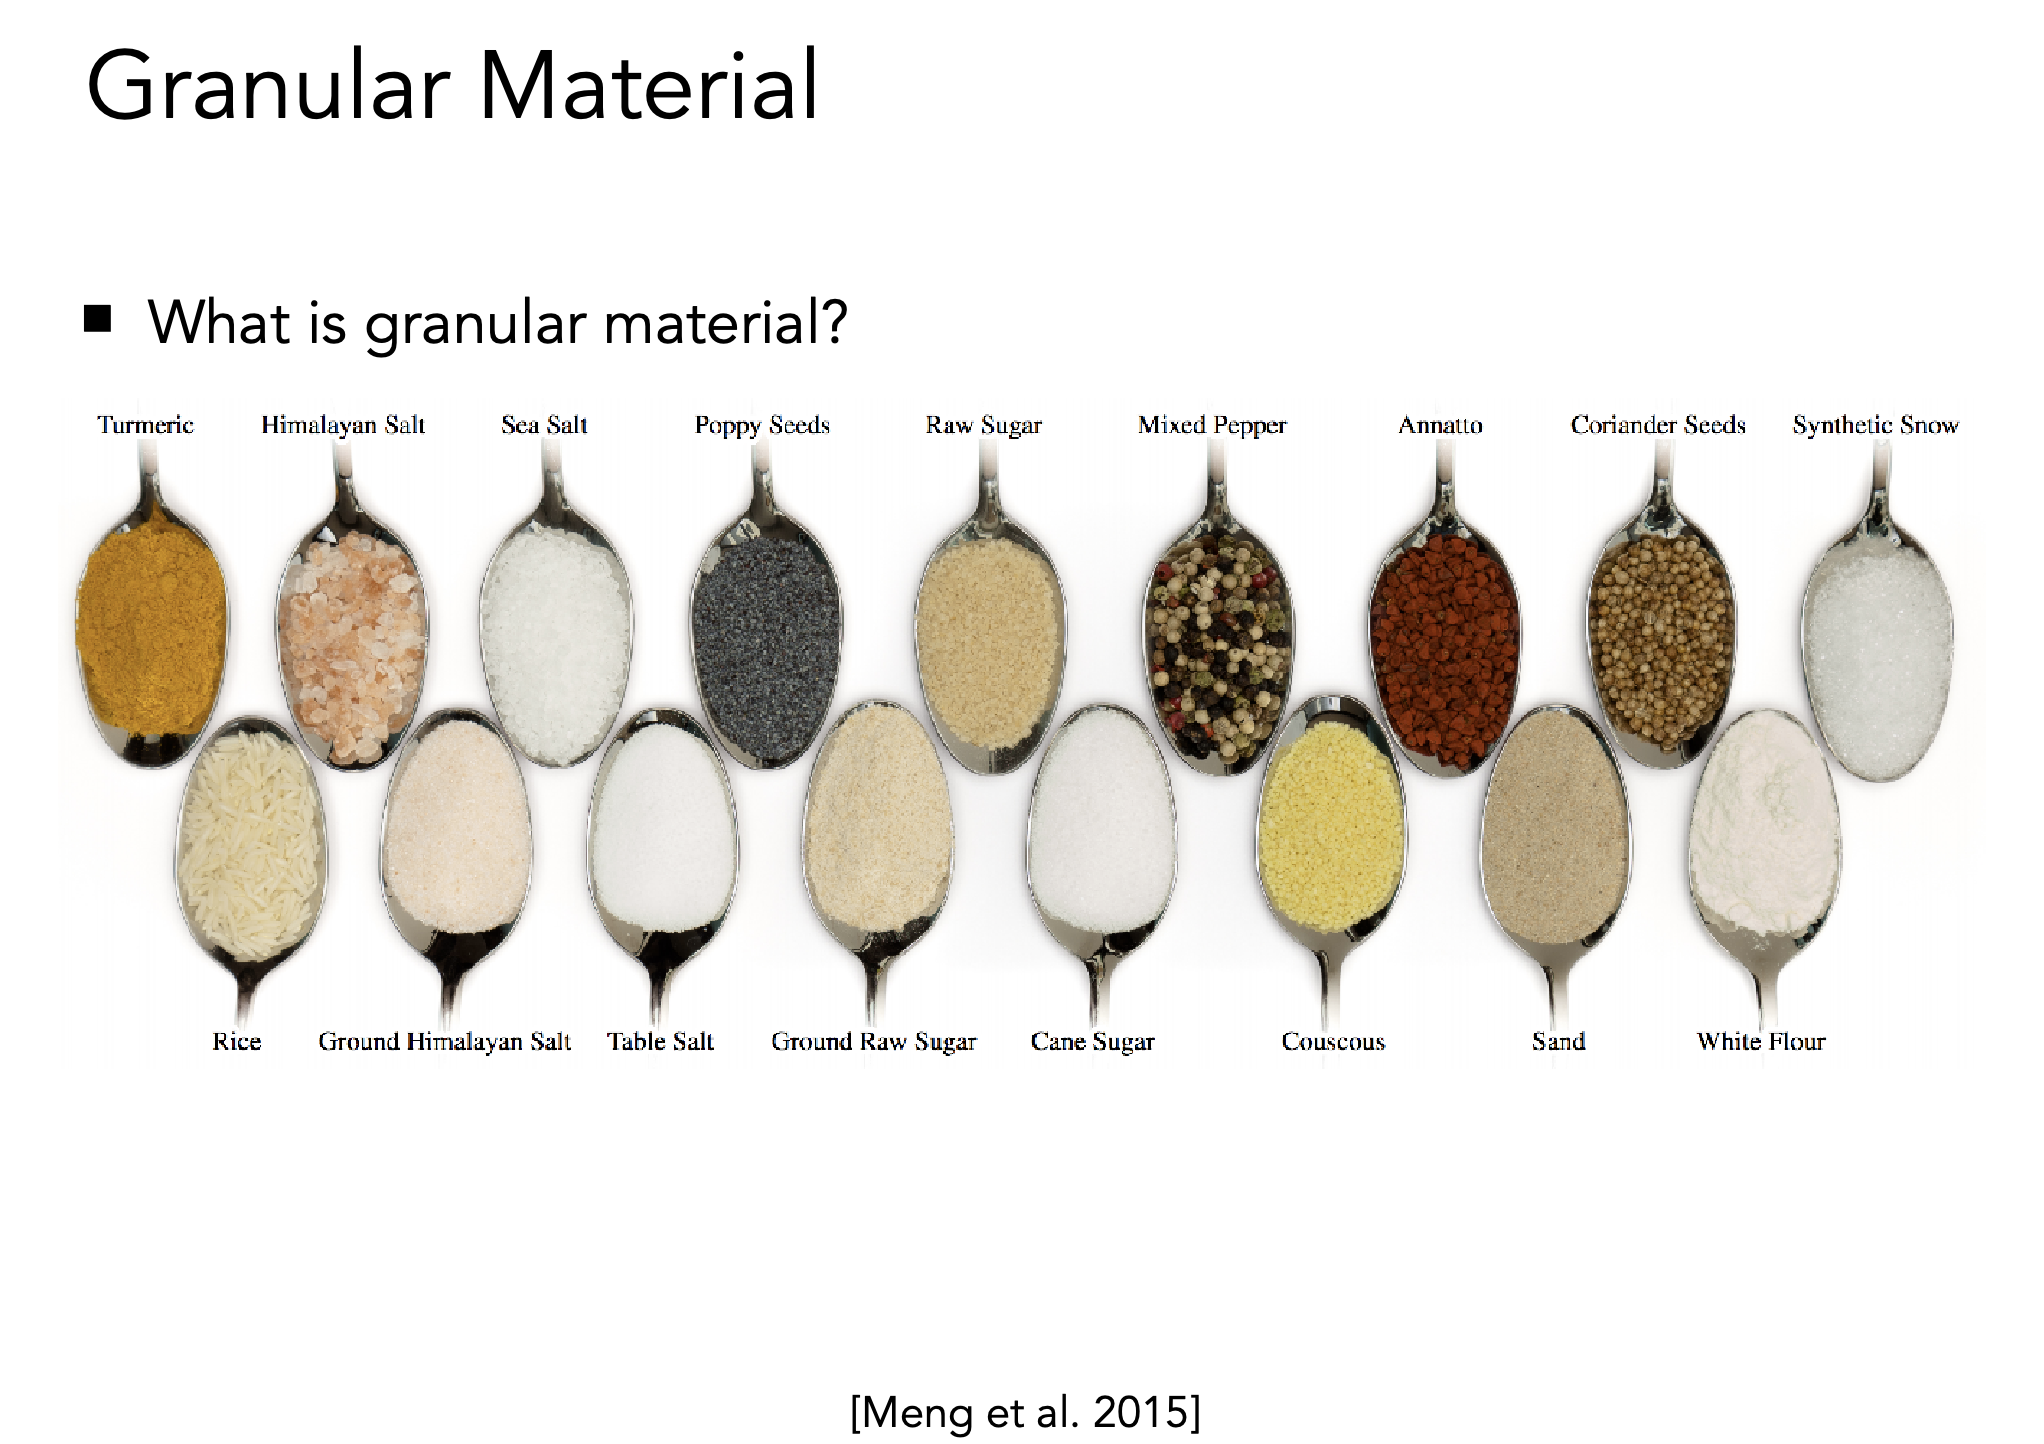 Granular Material
■ What is granular material?
Turmeric Himalayan Salt Sea Salt Poppy Seeds Raw Sugar Mixed Pepper Annatto Coriander Seeds Synthetic Snow
Rice Ground Himalayan Salt Table Salt Ground Raw Sugar Cane Sugar Couscous Sand White Flour
[Meng et al. 2015]